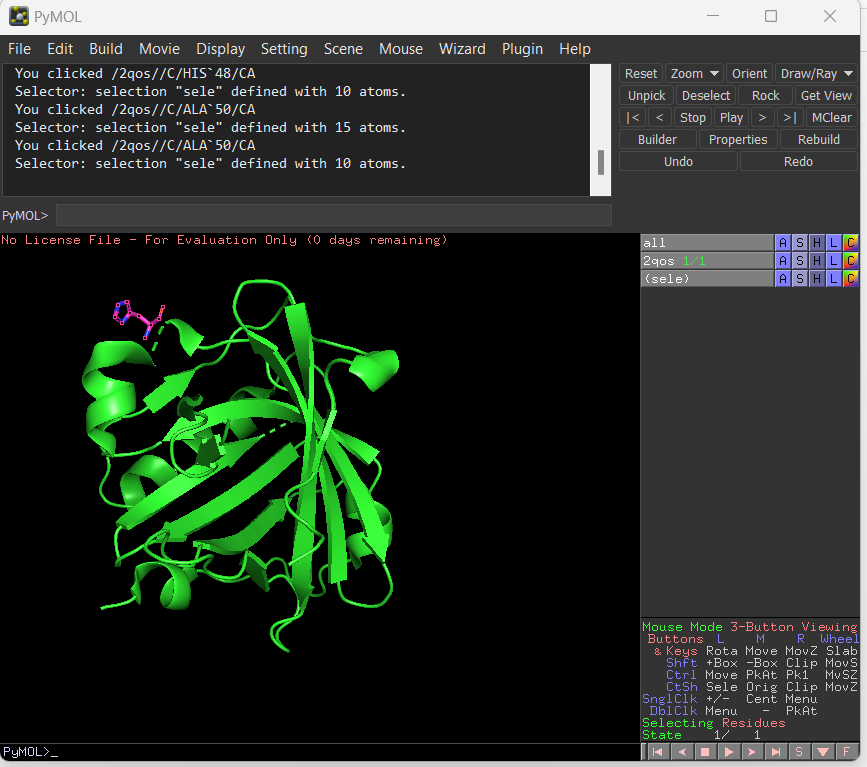 PyMOL
File Edit Build Movie Display Setting Scene Mouse Wizard Plugin Help
You clicked /2qos//C/HIS`48/CA
Selector: selection "sele" defined with 10 atoms.
You clicked /2qos//C/ALA`50/CA
Selector: selection "sele" defined with 15 atoms.
You clicked /2qos//C/ALA`50/CA
Selector: selection "sele" defined with 10 atoms.
Reset Zoom Orient Draw/Ray
Unpick Deselect Rock Get View
|< < Stop Play > >| MClear
Builder Properties Rebuild
Undo Redo
PyMOL>
No License File - For Evaluation Only (0 days remaining)
all A S H L C
2qos 1/1 A S H L C
(sele) A S H L C
Mouse Mode 3-Button Viewing
Buttons L M R Wheel
& Keys Rota Move MovZ Slab
Shft +Box -Box Clip MovS
Ctrl Move PkAt Pk1 MvSZ
CtSh Sele Orig Clip MovZ
SnglClk +/- Cent Menu
DblClk Menu - PkAt
Selecting Residues
State 1/ 1
PyMOL>_
S F